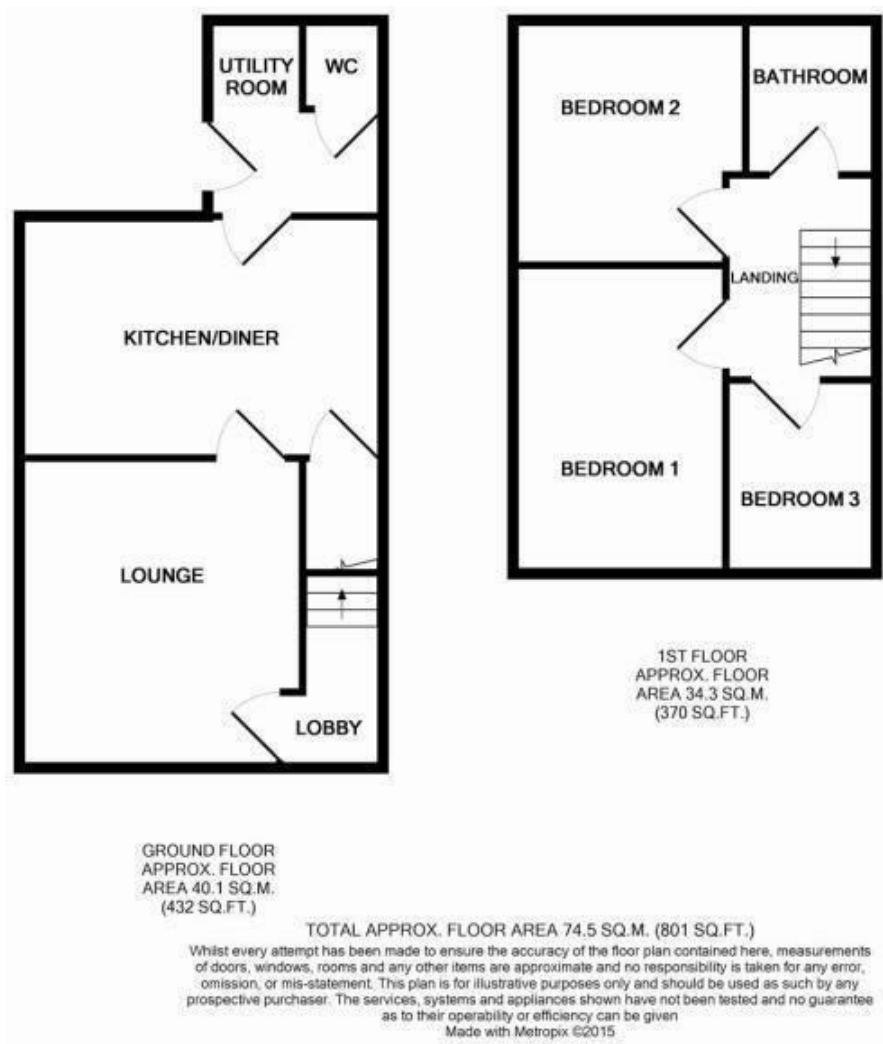 UTILITY
ROOM
WC
KITCHEN/DINER
LOUNGE
LOBBY
GROUND FLOOR
APPROX. FLOOR
AREA 40.1 SQ.M.
(432 SQ.FT.)
BEDROOM 2
BATHROOM
LANDING
BEDROOM 1
BEDROOM 3
1ST FLOOR
APPROX. FLOOR
AREA 34.3 SQ.M.
(370 SQ.FT.)
TOTAL APPROX. FLOOR AREA 74.5 SQ.M. (801 SQ.FT.)
Whilst every attempt has been made to ensure the accuracy of the floor plan contained here, measurements
of doors, windows, rooms and any other items are approximate and no responsibility is taken for any error,
omission, or mis-statement. This plan is for illustrative purposes only and should be used as such by any
prospective purchaser. The services, systems and appliances shown have not been tested and no guarantee
as to their operability or efficiency can be given
Made with Metropix ©2015